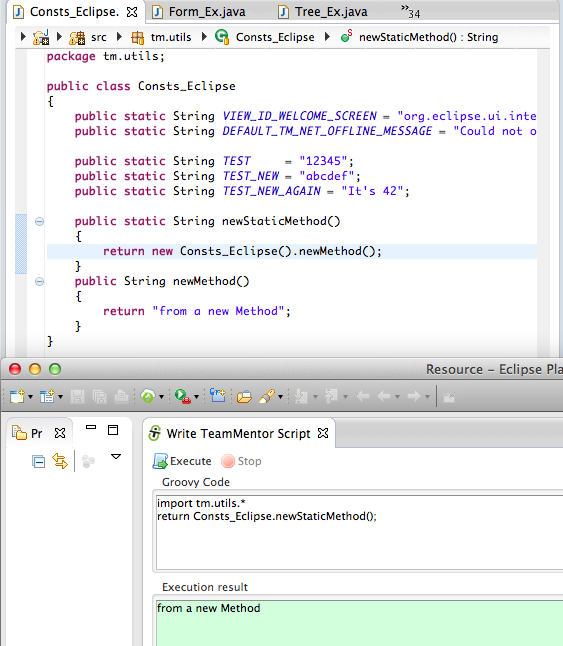 Consts_Eclipse. Form_Ex.java Tree_Ex.java »34
src tm.utils Consts_Eclipse newStaticMethod() : String
package tm.utils;
public class Consts_Eclipse
{
public static String VIEW_ID_WELCOME_SCREEN = "org.eclipse.ui.inte
public static String DEFAULT_TM_NET_OFFLINE_MESSAGE = "Could not o
public static String TEST = "12345";
public static String TEST_NEW = "abcdef";
public static String TEST_NEW_AGAIN = "It's 42";
public static String newStaticMethod()
{
return new Consts_Eclipse().newMethod();
}
public String newMethod()
{
return "from a new Method";
}
}
Resource – Eclipse Pla
Pr Write TeamMentor Script
Execute Stop
Groovy Code
import tm.utils.*
return Consts_Eclipse.newStaticMethod();
Execution result
from a new Method